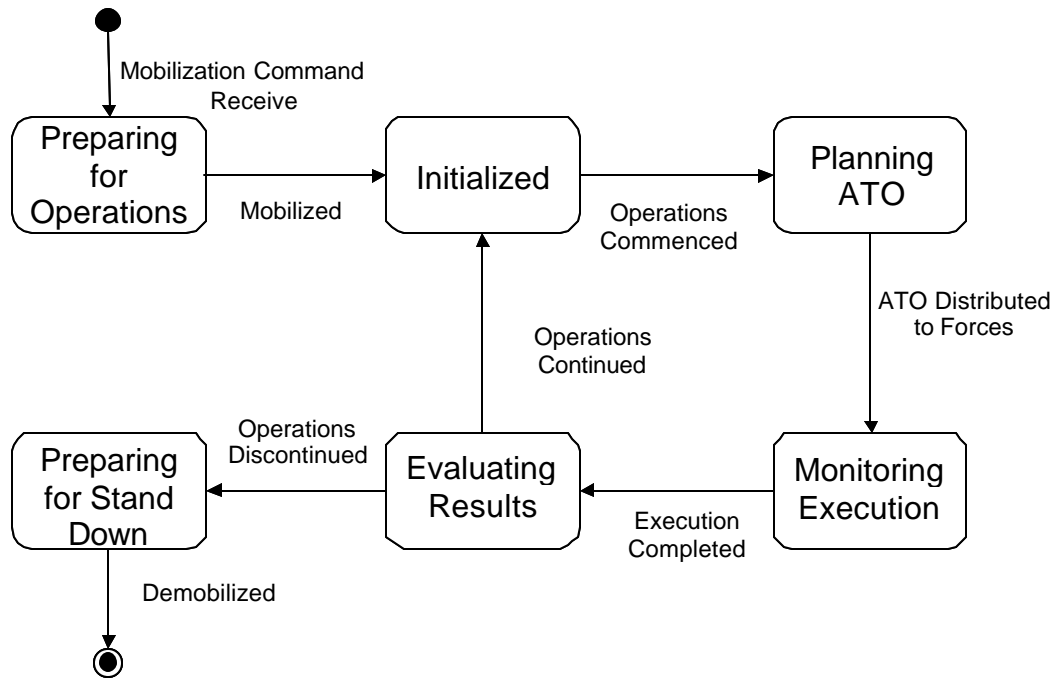 Mobilization Command
Receive
Preparing
for
Operations
Mobilized
Initialized
Operations
Commenced
Planning
ATO
ATO Distributed
to Forces
Operations
Continued
Monitoring
Execution
Execution
Completed
Evaluating
Results
Operations
Discontinued
Preparing
for Stand
Down
Demobilized